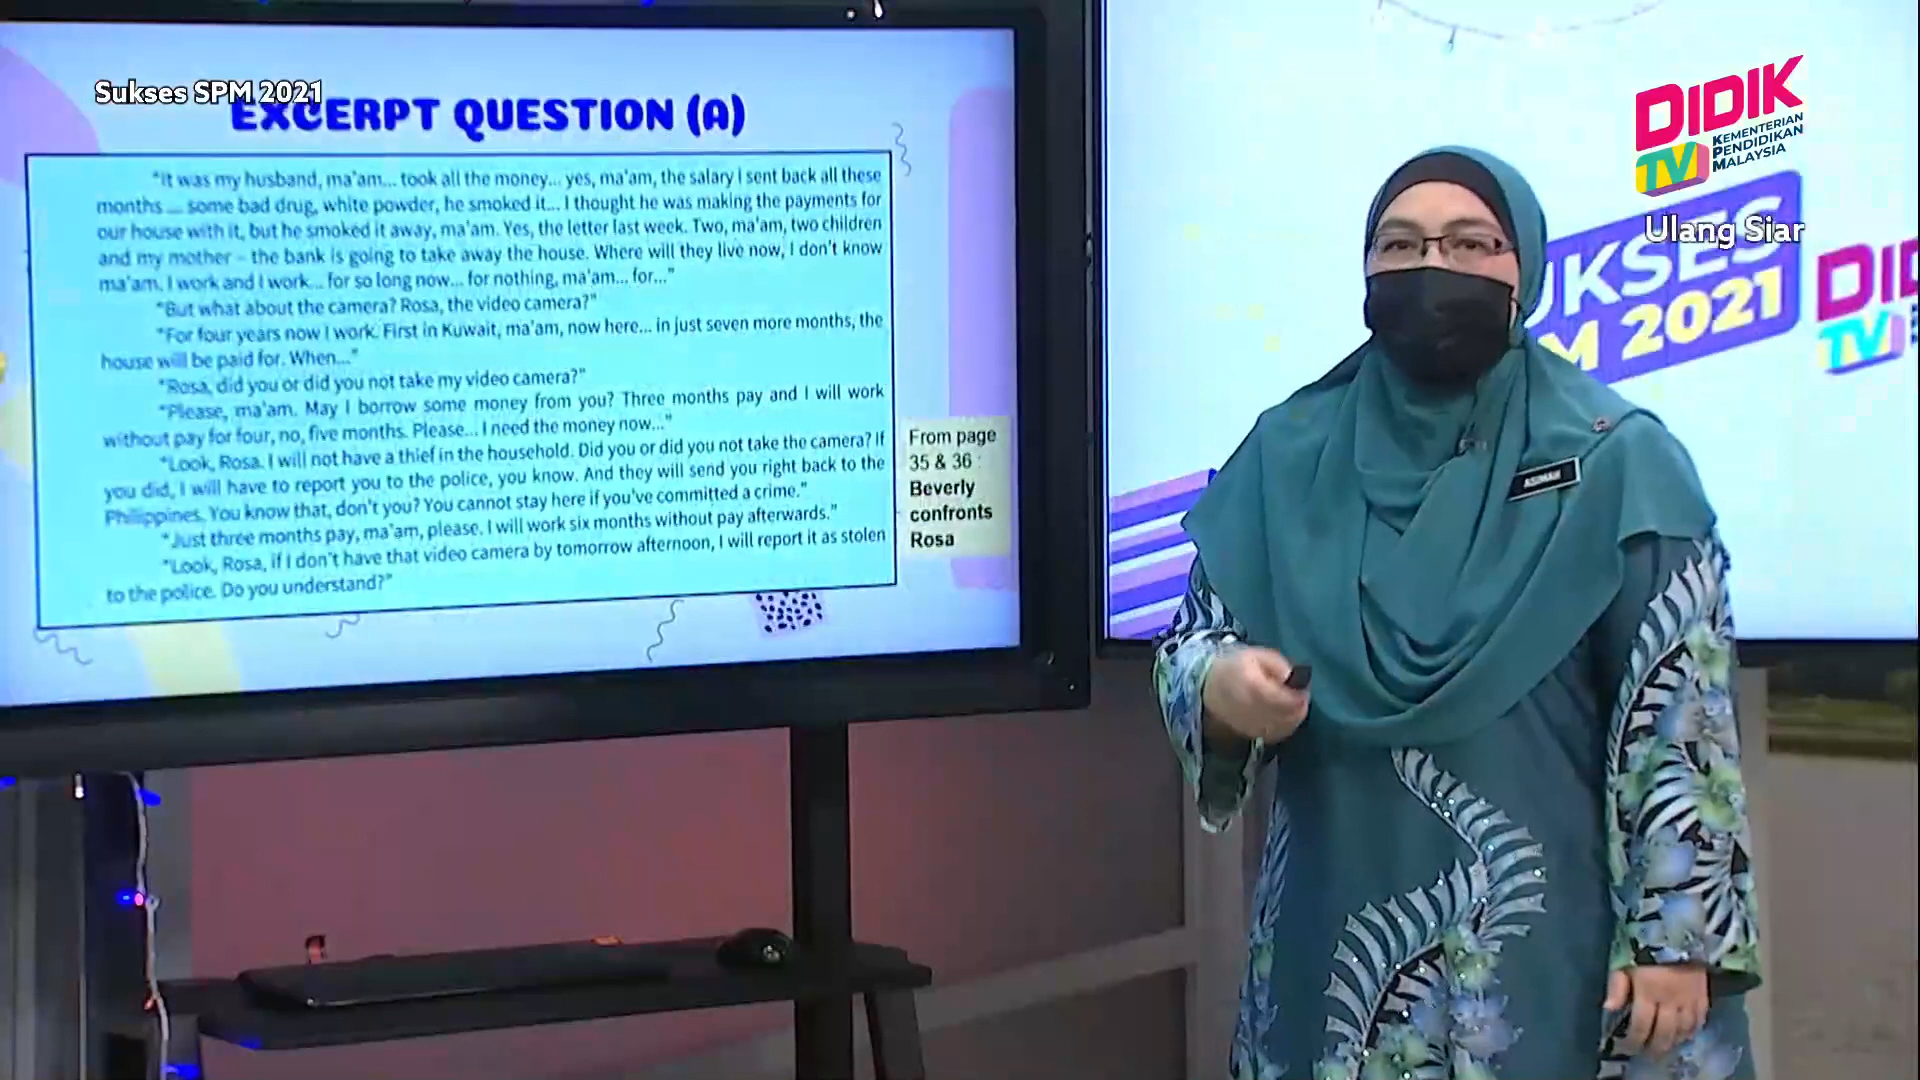 Sukses SPM 2021
EXCERPT QUESTION (A)
"It was my husband, ma'am... took all the money... yes, ma'am, the salary I sent back all these
months ... some bad drug, white powder, he smoked it... I thought he was making the payments for
our house with it, but he smoked it away, ma'am. Yes, the letter last week. Two, ma'am, two children
and my mother – the bank is going to take away the house. Where will they live now, I don't know
ma'am. I work and I work... for so long now... for nothing, ma'am... for..."
"But what about the camera? Rosa, the video camera?"
"For four years now I work. First in Kuwait, ma'am, now here... in just seven more months, the
house will be paid for. When..."
"Rosa, did you or did you not take my video camera?"
"Please, ma'am. May I borrow some money from you? Three months pay and I will work
without pay for four, no, five months. Please... I need the money now..."
"Look, Rosa. I will not have a thief in the household. Did you or did you not take the camera? If
you did, I will have to report you to the police, you know. And they will send you right back to the
Philippines. You know that, don't you? You cannot stay here if you've committed a crime."
"Just three months pay, ma'am, please. I will work six months without pay afterwards."
"Look, Rosa, if I don't have that video camera by tomorrow afternoon, I will report it as stolen
to the police. Do you understand?"
From page
35 & 36 :
Beverly
confronts
Rosa
DIDIK
TV
KEMENTERIAN
PENDIDIKAN
MALAYSIA
Ulang Siar
UKSES
M 2021
DID
TV
ASIMAH